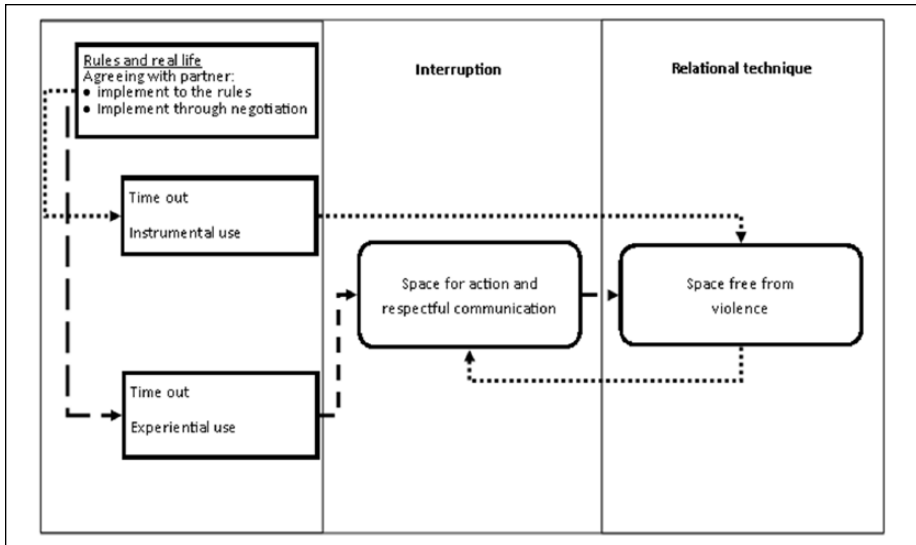 Rules and real life
Agreeing with partner:
● implement to the rules
● Implement through negotiation
Interruption
Relational technique
Time out
Instrumental use
Space for action and
respectful communication
Space free from
violence
Time out
Experiential use